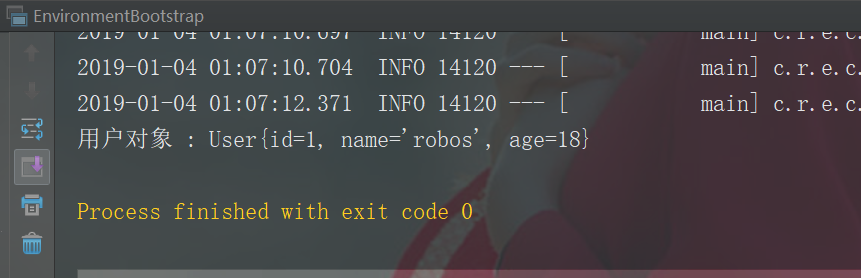 EnvironmentBootstrap
2019-01-04 01:07:10.697  INFO 14120 --- [           main] c.r.e.c.
2019-01-04 01:07:10.704  INFO 14120 --- [           main] c.r.e.c.
2019-01-04 01:07:12.371  INFO 14120 --- [           main] c.r.e.c.
用户对象 : User{id=1, name='robos', age=18}
Process finished with exit code 0